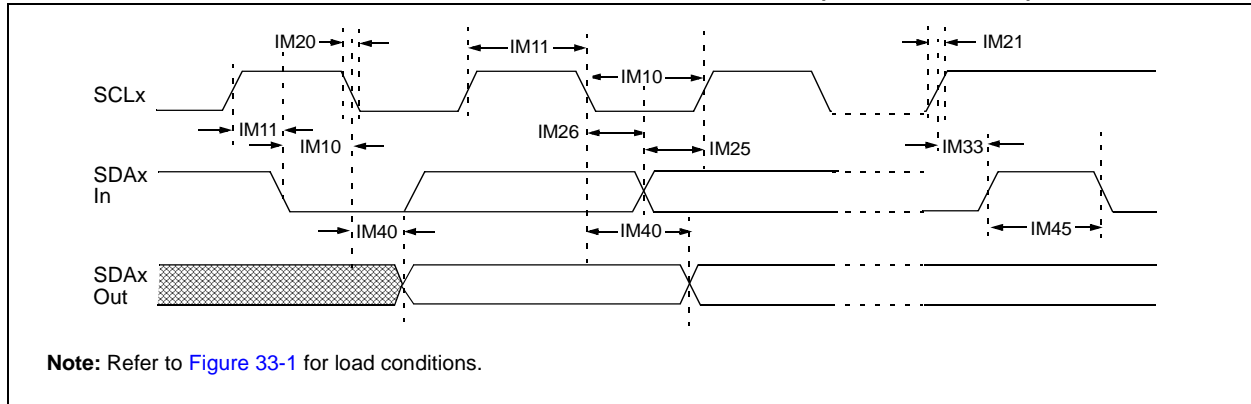 IM20
IM11
IM21
IM10
SCLx
IM11
IM10
IM26
IM25
IM33
SDAx
In
IM40
IM40
IM45
SDAx
Out
Note: Refer to Figure 33-1 for load conditions.